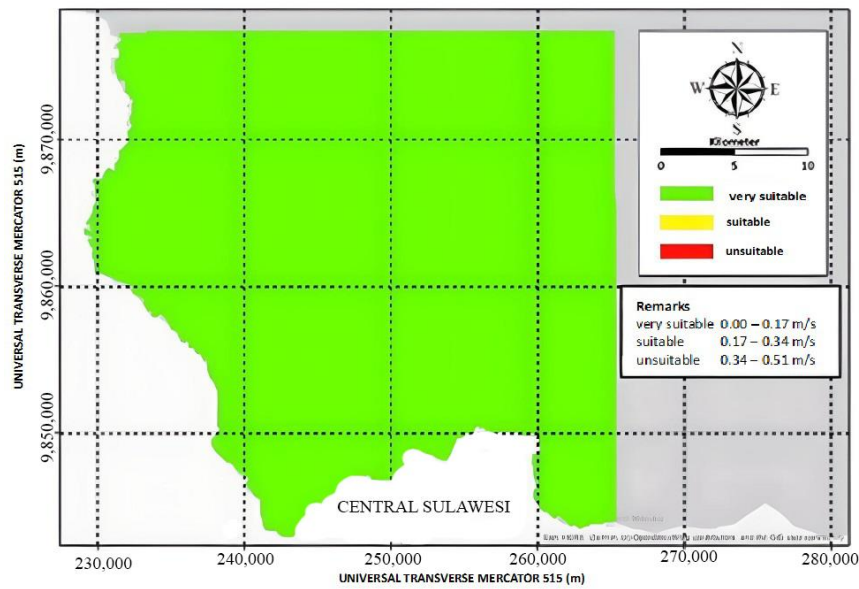 N
W E
S
Kilometer
0 5 10
very suitable
suitable
unsuitable
Remarks
very suitable 0.00 – 0.17 m/s
suitable 0.17 – 0.34 m/s
unsuitable 0.34 – 0.51 m/s
UNIVERSAL TRANSVERSE MERCATOR 515 (m)
9,870,000
9,860,000
9,850,000
CENTRAL SULAWESI
230,000 240,000 250,000 260,000 270,000 280,000
UNIVERSAL TRANSVERSE MERCATOR 515 (m)